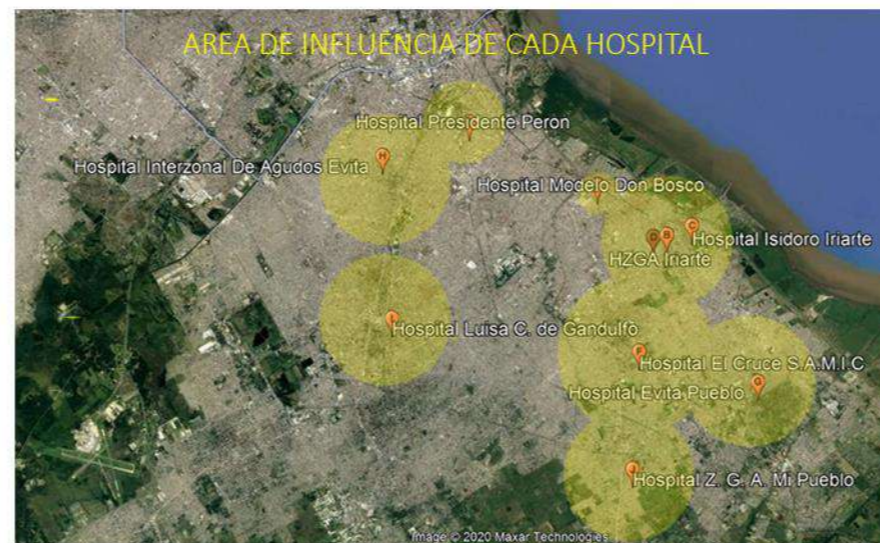 AREA DE INFLUENCIA DE CADA HOSPITAL
Hospital Presidente Peron
Hospital Interzonal De Agudos Evita
H
Hospital Modelo Don Bosco
C
D B
Hospital Isidoro Iriarte
HZGA Iriarte
Hospital Luisa C. de Gandulfo
F
Hospital El Cruce S.A.M.I.C
G
Hospital Evita Pueblo
J
Hospital Z. G. A. Mi Pueblo
Image © 2020 Maxar Technologies